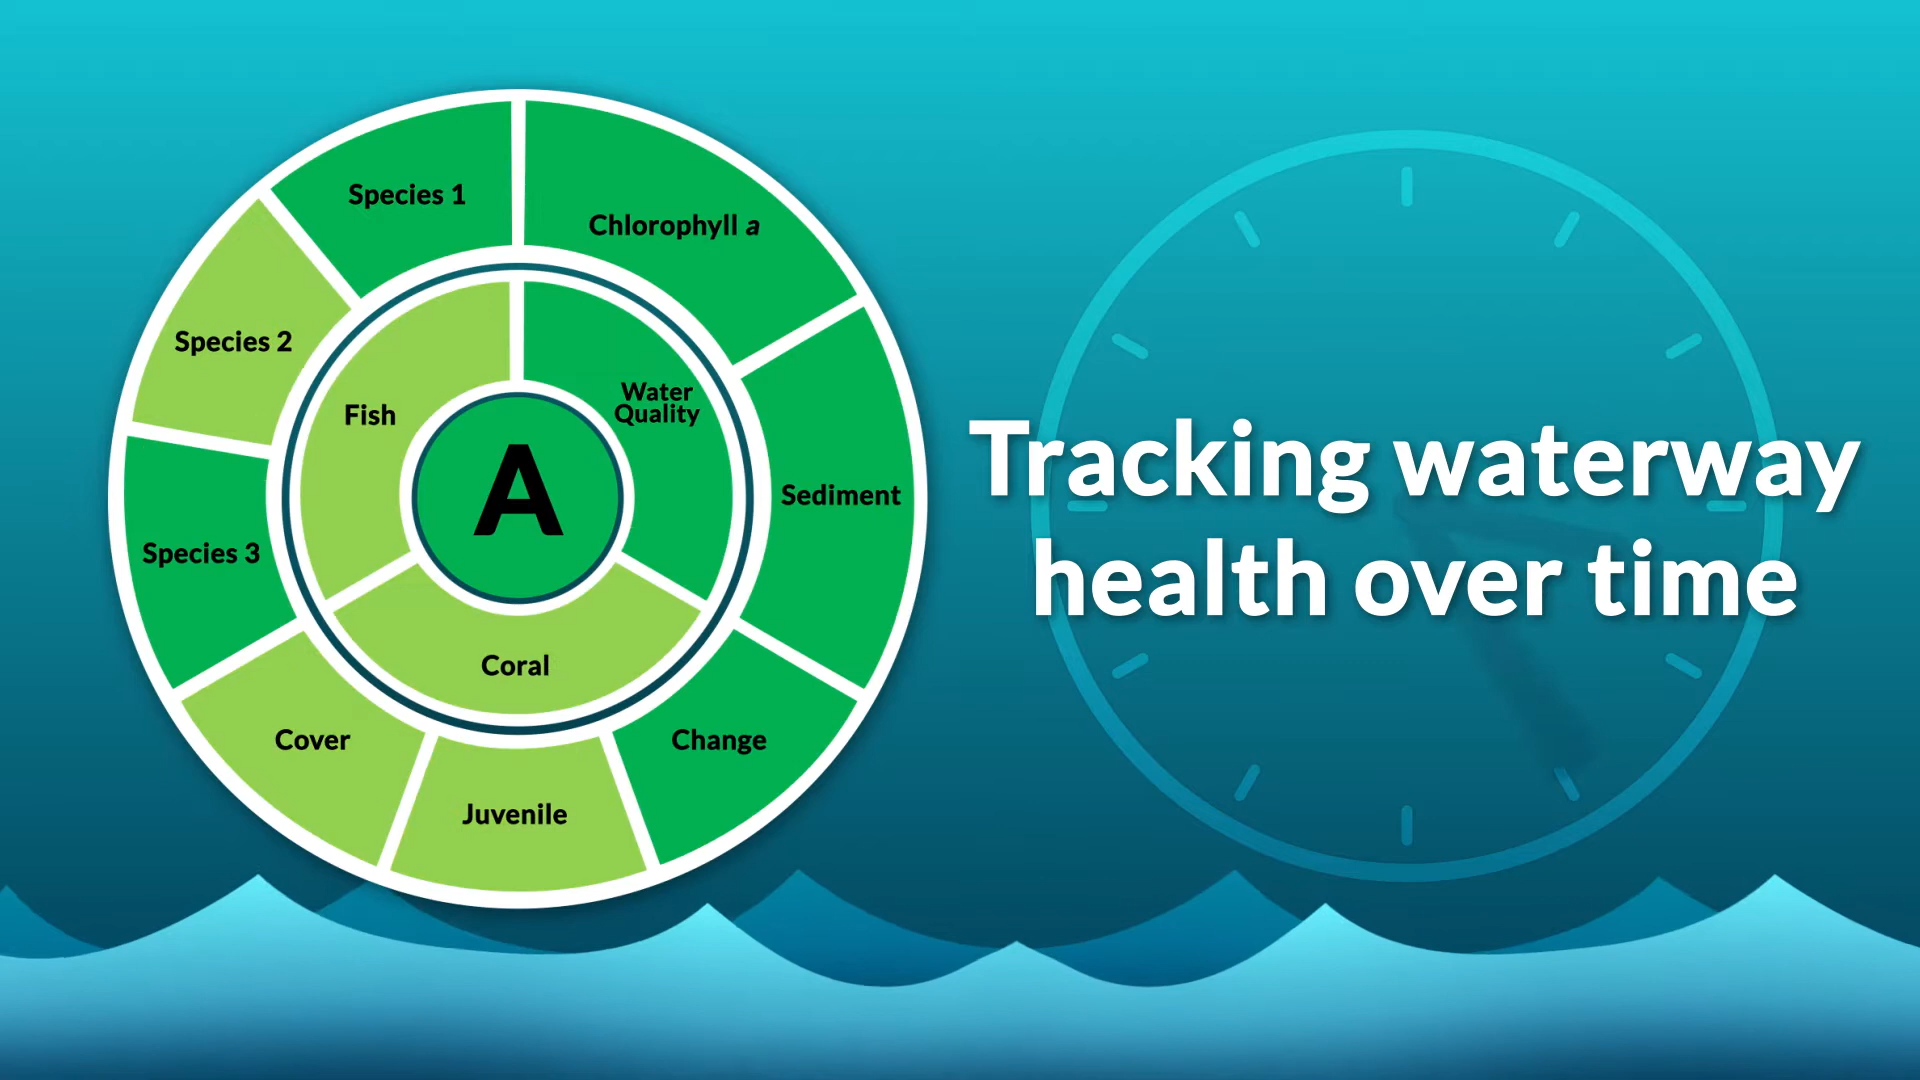 Species 1
Chlorophyll a
Species 2
Water
Quality
Fish
A
Sediment
Species 3
Coral
Cover
Change
Juvenile
Tracking waterway
health over time